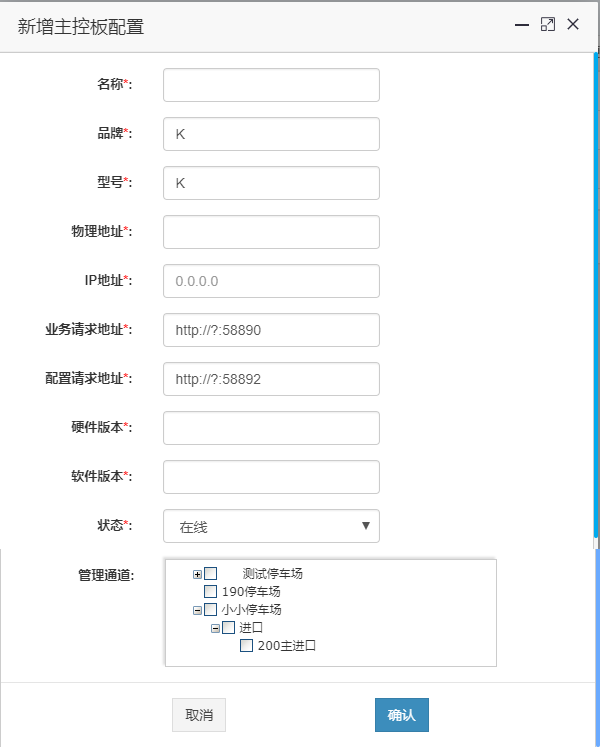 新增主控板配置
名称*:
品牌*: K
型号*: K
物理地址*:
IP地址*: 0.0.0.0
业务请求地址*: http://?:58890
配置请求地址*: http://?:58892
硬件版本*:
软件版本*:
状态*: 在线
管理通道: 测试停车场
190停车场
小小停车场
进口
200主进口
取消 确认